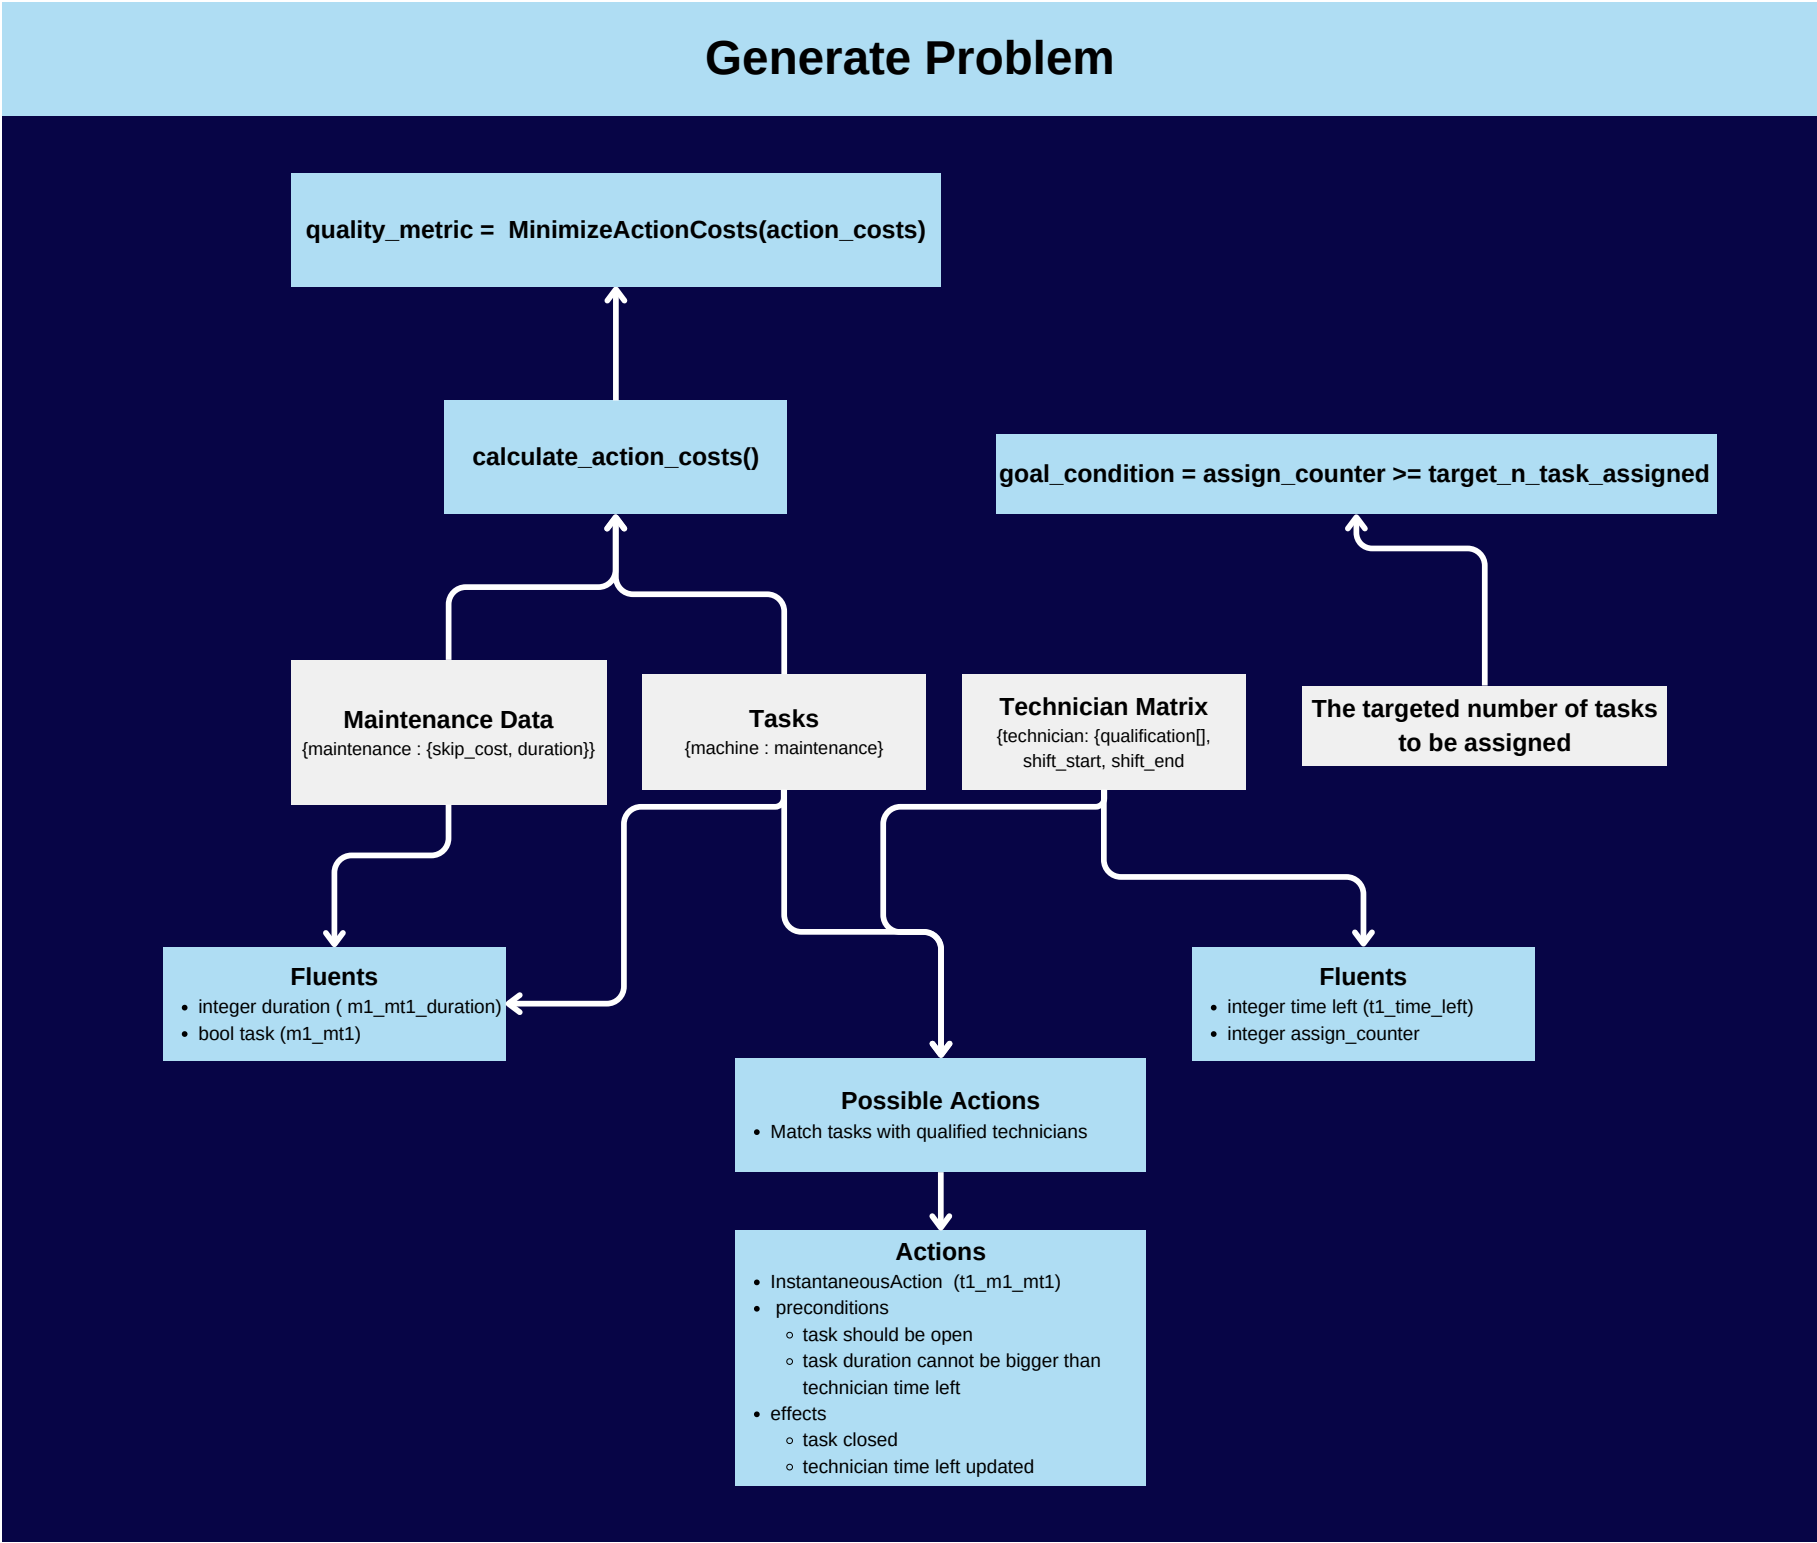 Generate Problem
quality_metric =  MinimizeActionCosts(action_costs)
calculate_action_costs()
goal_condition = assign_counter >= target_n_task_assigned
Maintenance Data
{maintenance : {skip_cost, duration}}
Tasks
{machine : maintenance}
Technician Matrix
{technician: {qualification[],
shift_start, shift_end
The targeted number of tasks
to be assigned
Fluents
• integer duration ( m1_mt1_duration)
• bool task (m1_mt1)
Fluents
• integer time left (t1_time_left)
• integer assign_counter
Possible Actions
• Match tasks with qualified technicians
Actions
• InstantaneousAction  (t1_m1_mt1)
•  preconditions
◦ task should be open
◦ task duration cannot be bigger than
technician time left
• effects
◦ task closed
◦ technician time left updated